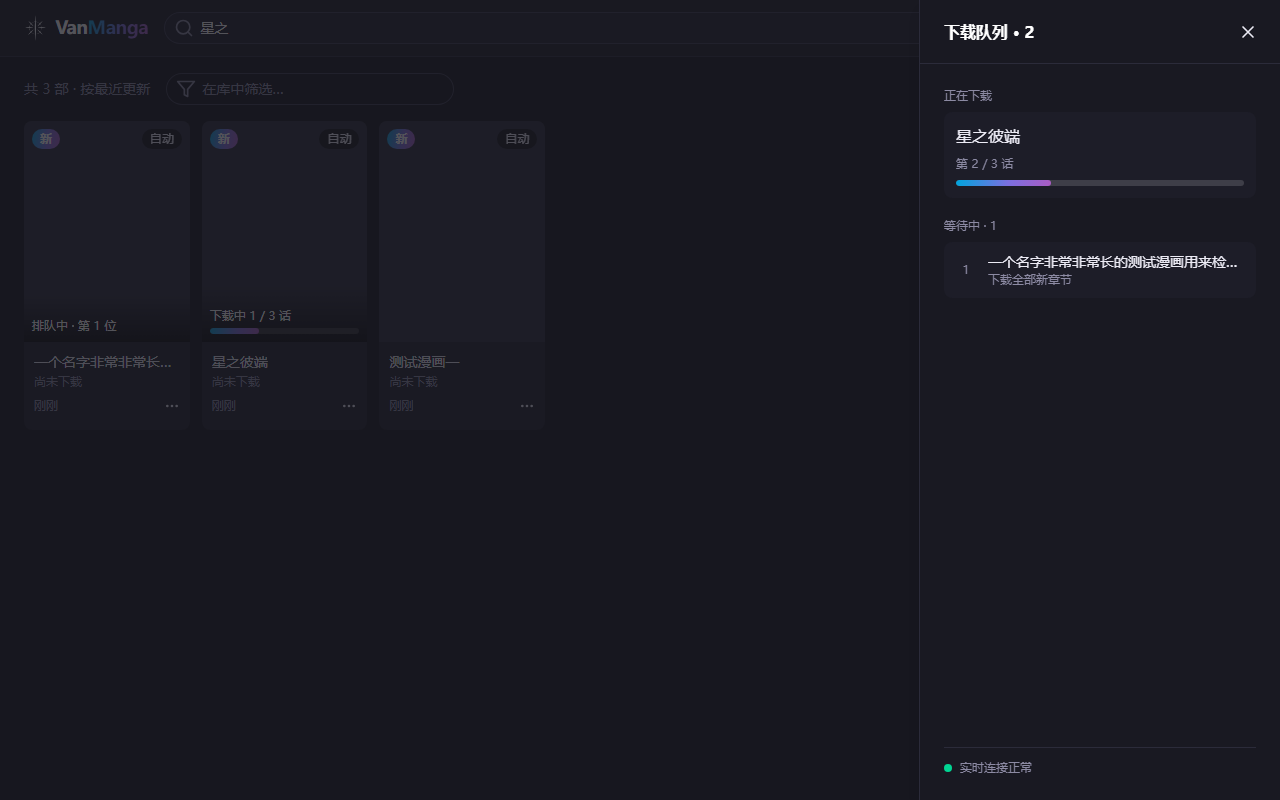 VanManga
星之
共 3 部 · 按最近更新
在库中筛选...
新
自动
新
自动
新
自动
排队中 · 第 1 位
下载中 1 / 3 话
一个名字非常非常长...
尚未下载
刚刚
星之彼端
尚未下载
刚刚
测试漫画一
尚未下载
刚刚
下载队列 • 2
正在下载
星之彼端
第 2 / 3 话
等待中 · 1
1
一个名字非常非常长的测试漫画用来检...
下载全部新章节
实时连接正常